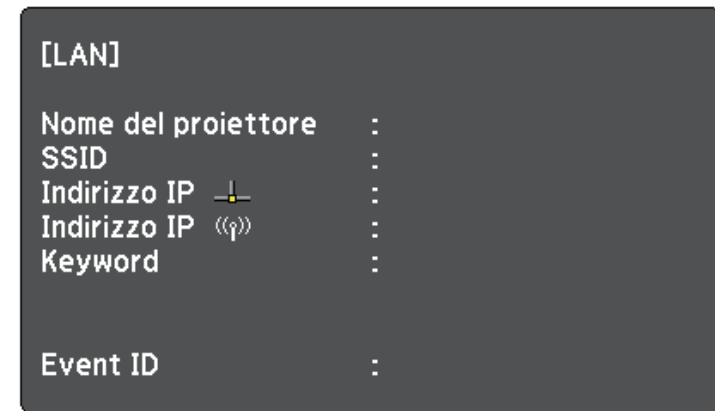 [LAN]
Nome del proiettore :
SSID :
Indirizzo IP :
Indirizzo IP :
Keyword :
Event ID :